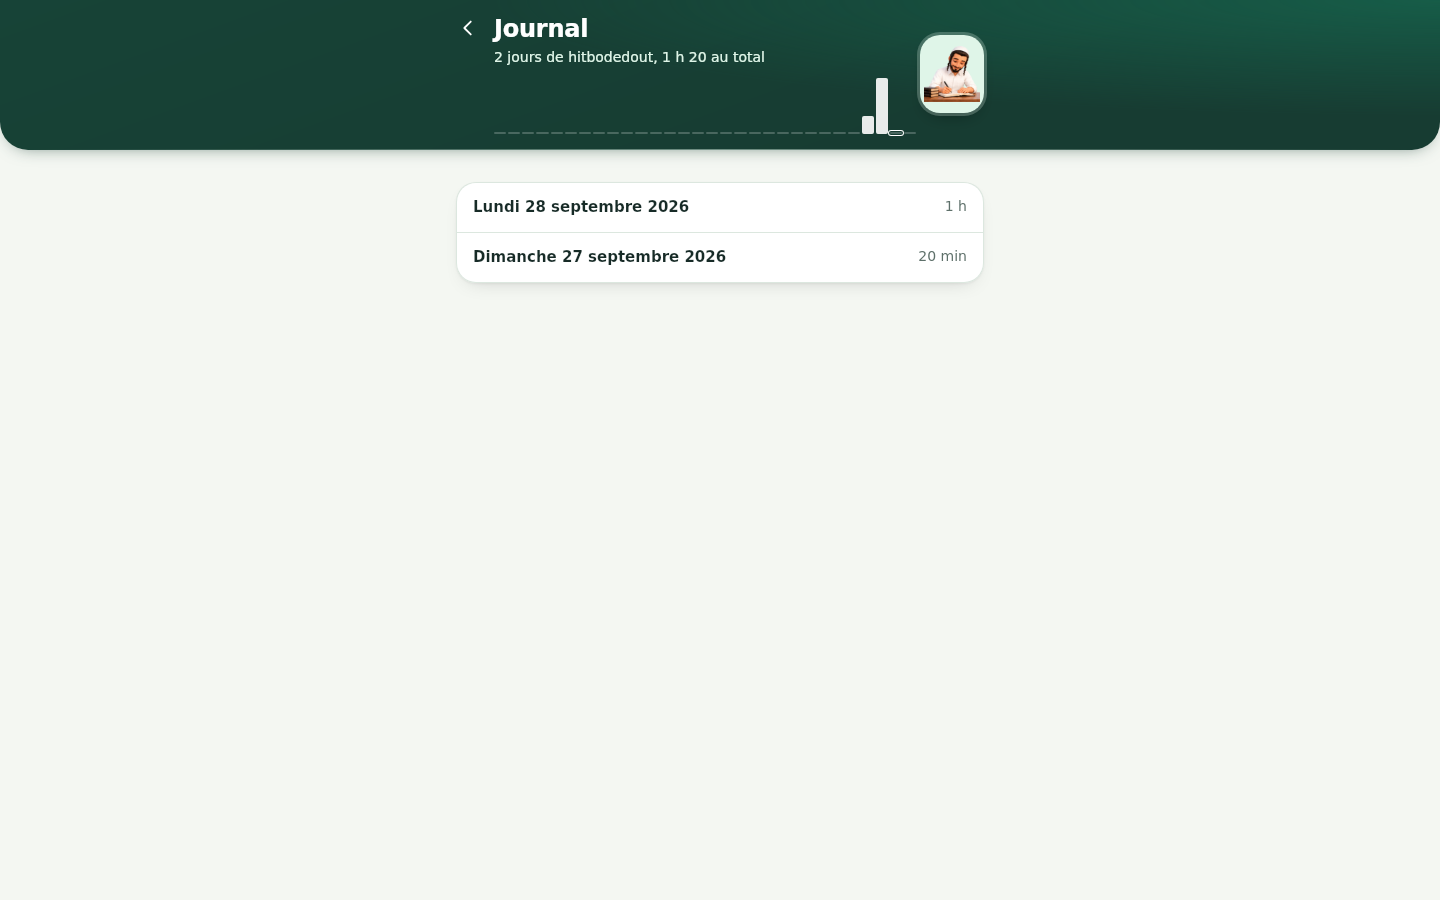 Journal
2 jours de hitbodedout, 1 h 20 au total
Lundi 28 septembre 2026 1 h
Dimanche 27 septembre 2026 20 min